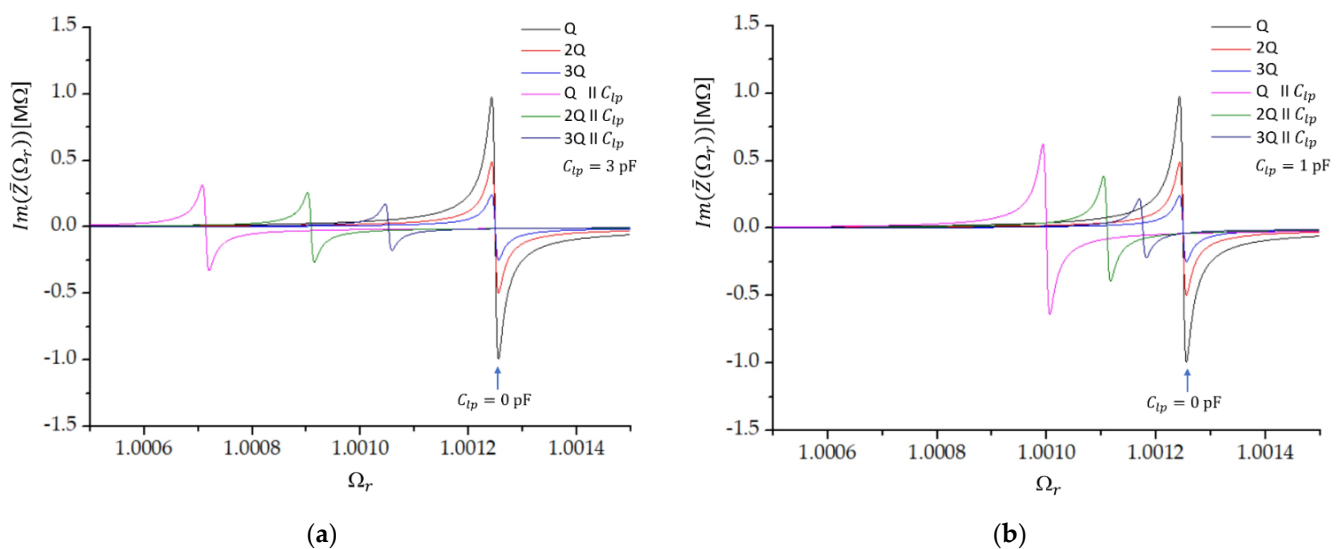 1.5
1.0
0.5
0.0
-0.5
-1.0
-1.5
Im(Z̄(Ω_r))[MΩ]
Q
2Q
3Q
Q || C_lp
2Q || C_lp
3Q || C_lp
C_lp = 3 pF
C_lp = 0 pF
1.0006 1.0008 1.0010 1.0012 1.0014
Ω_r
(a)
1.5
1.0
0.5
0.0
-0.5
-1.0
-1.5
Im(Z̄(Ω_r))[MΩ]
Q
2Q
3Q
Q || C_lp
2Q || C_lp
3Q || C_lp
C_lp = 1 pF
C_lp = 0 pF
1.0006 1.0008 1.0010 1.0012 1.0014
Ω_r
(b)